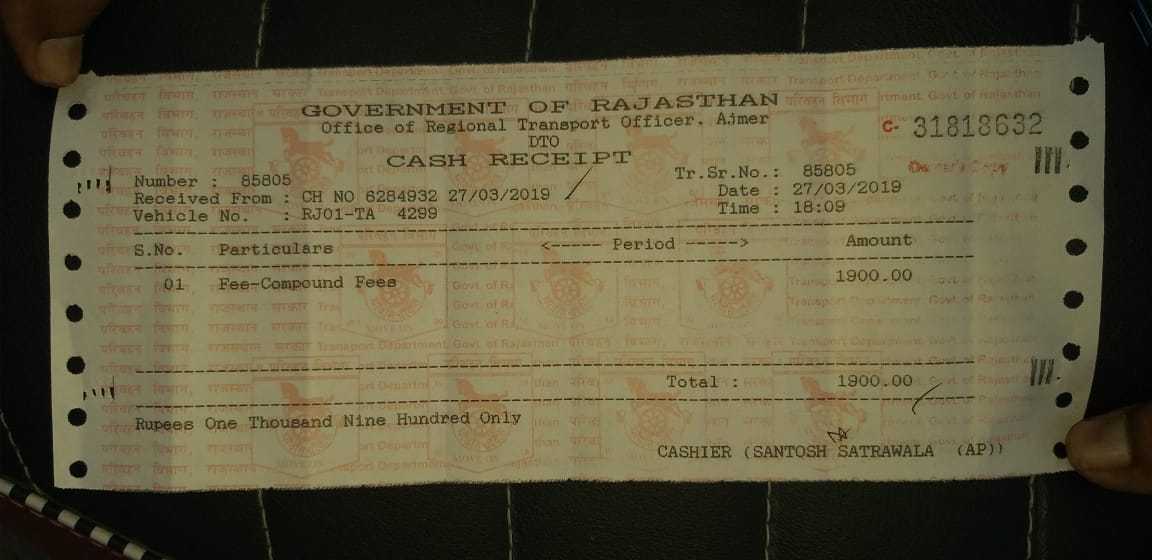 GOVERNMENT OF RAJASTHAN
Office of Regional Transport Officer, Ajmer
DTO
C- 31818632
CASH RECEIPT
Number : 85805 Tr.Sr.No.: 85805
Received From : CH NO 6284932 27/03/2019 Date : 27/03/2019
Vehicle No. : RJ01-TA 4299 Time : 18:09
S.No. Particulars <----- Period -----> Amount
01 Fee-Compound Fees 1900.00
Total : 1900.00
Rupees One Thousand Nine Hundred Only
CASHIER (SANTOSH SATRAWALA (AP))